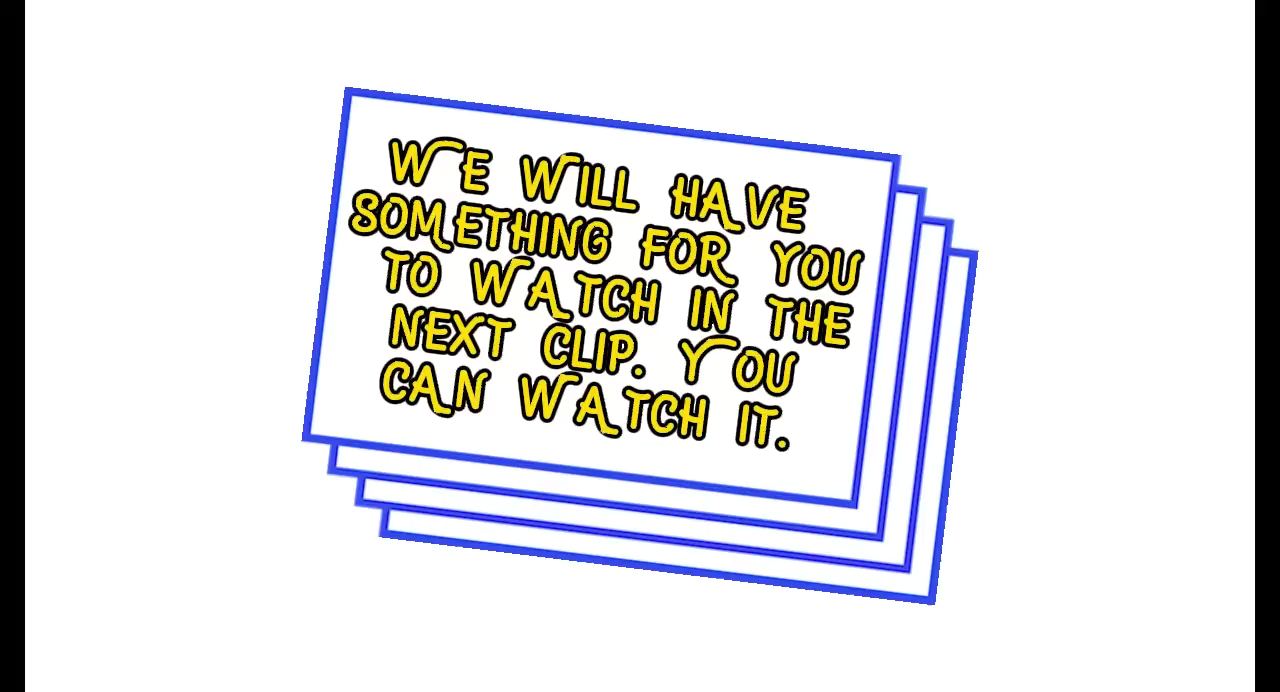 WE WILL HAVE
SOMETHING FOR YOU
TO WATCH IN THE
NEXT CLIP. YOU
CAN WATCH IT.